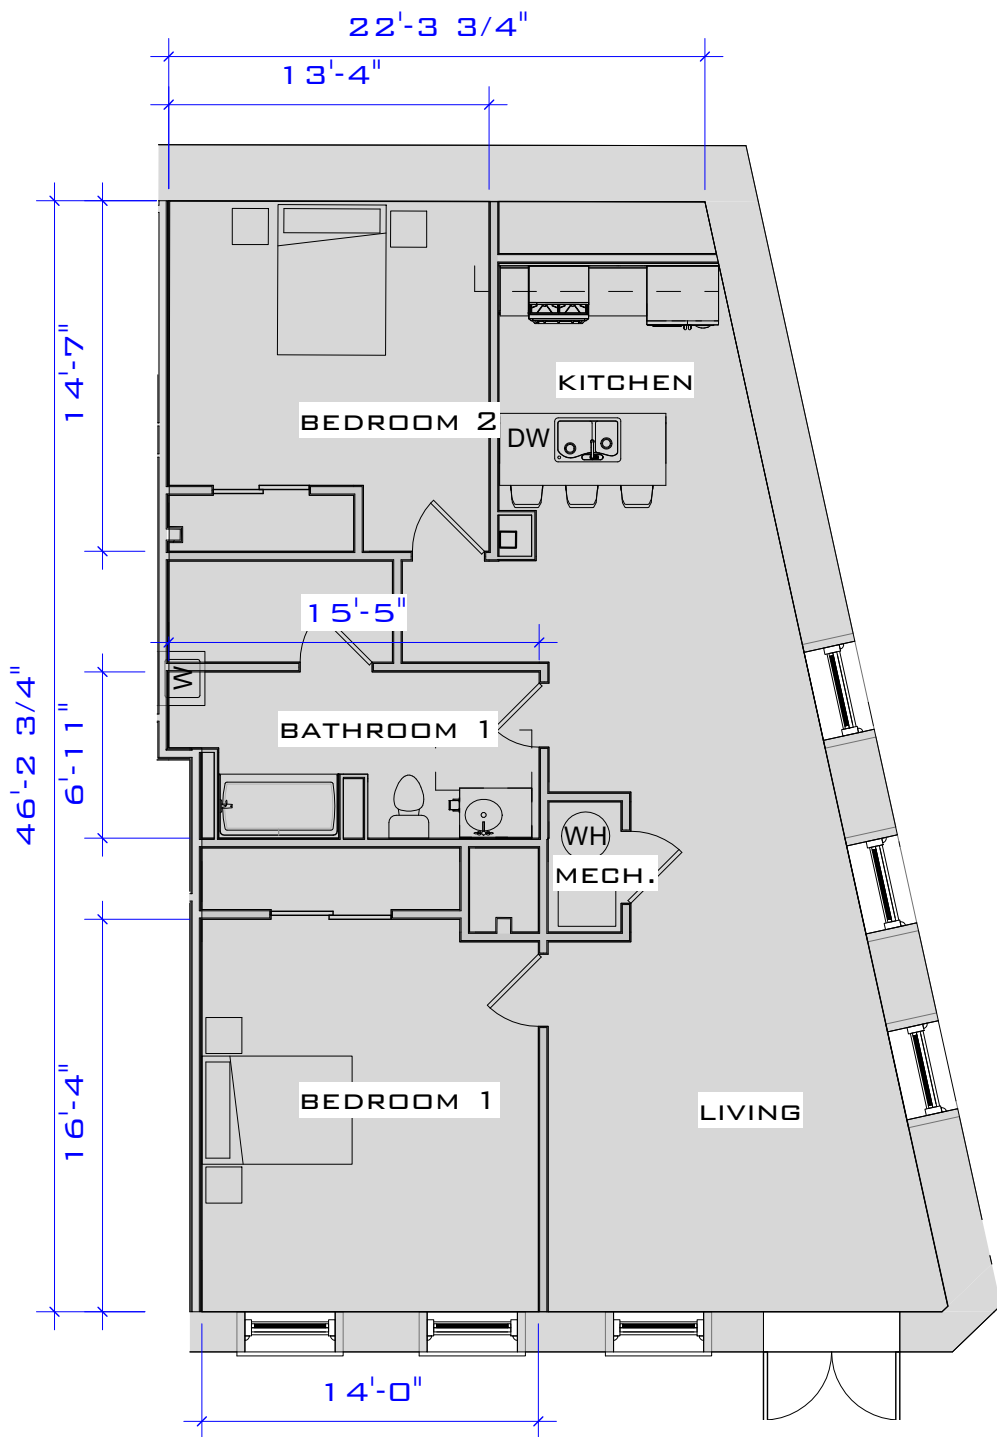 22'-3 3/4"
13'-4"
14'-7"
KITCHEN
BEDROOM 2
DW
15'-5"
W
46'-2 3/4"
6'-11"
BATHROOM 1
WH
MECH.
16'-4"
BEDROOM 1
LIVING
14'-0"